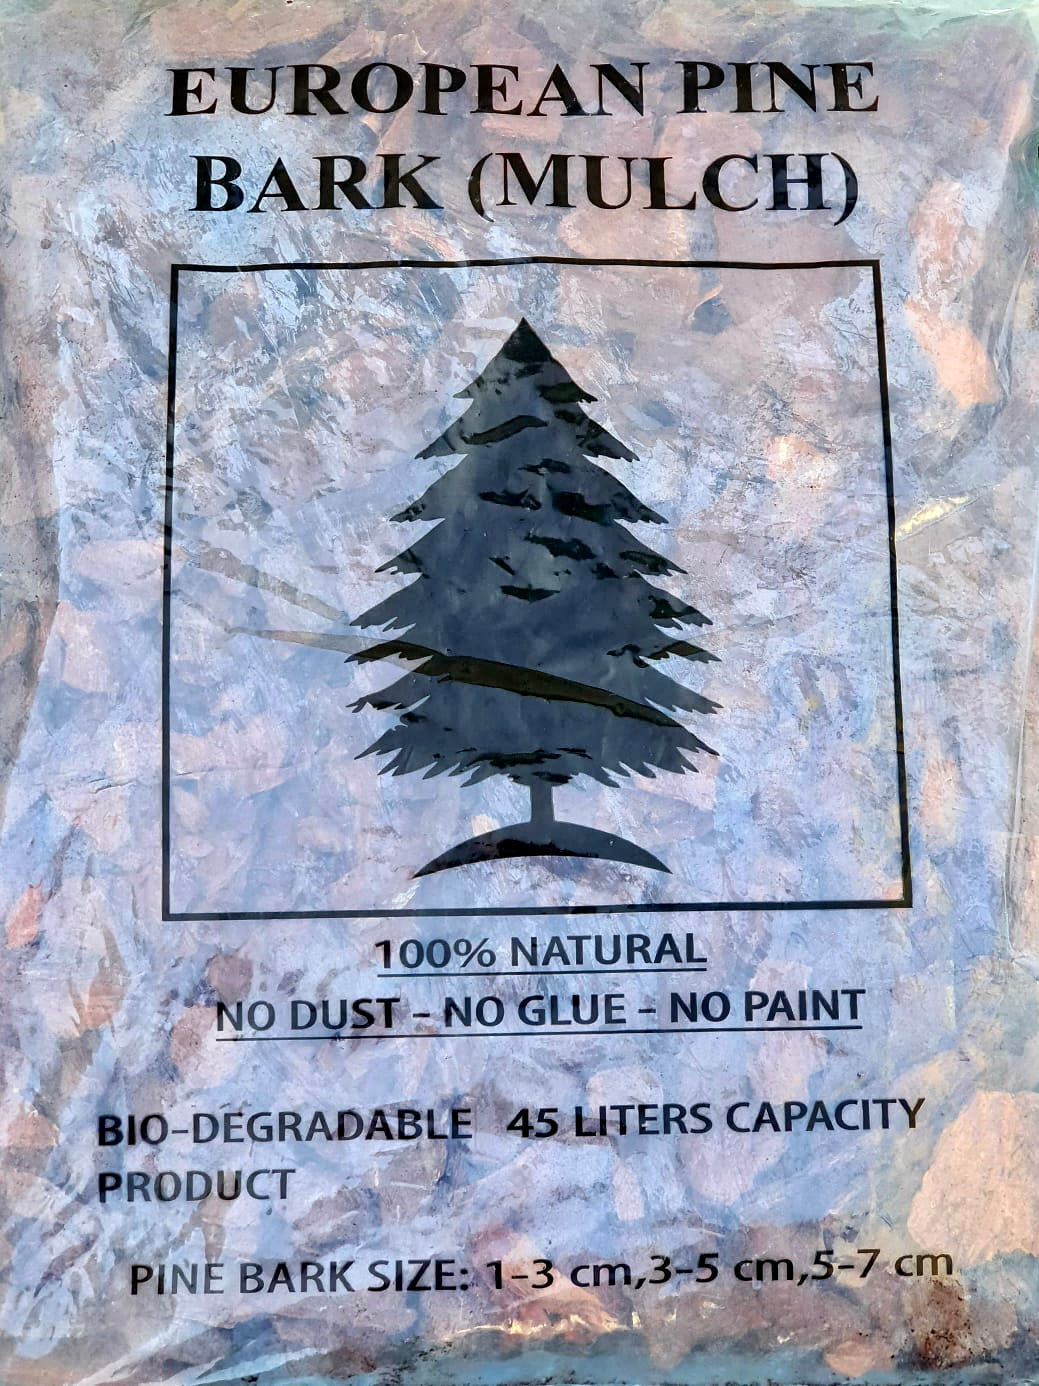 EUROPEAN PINE
BARK (MULCH)
100% NATURAL
NO DUST - NO GLUE - NO PAINT
BIO-DEGRADABLE 45 LITERS CAPACITY
PRODUCT
PINE BARK SIZE: 1-3 cm,3-5 cm,5-7 cm